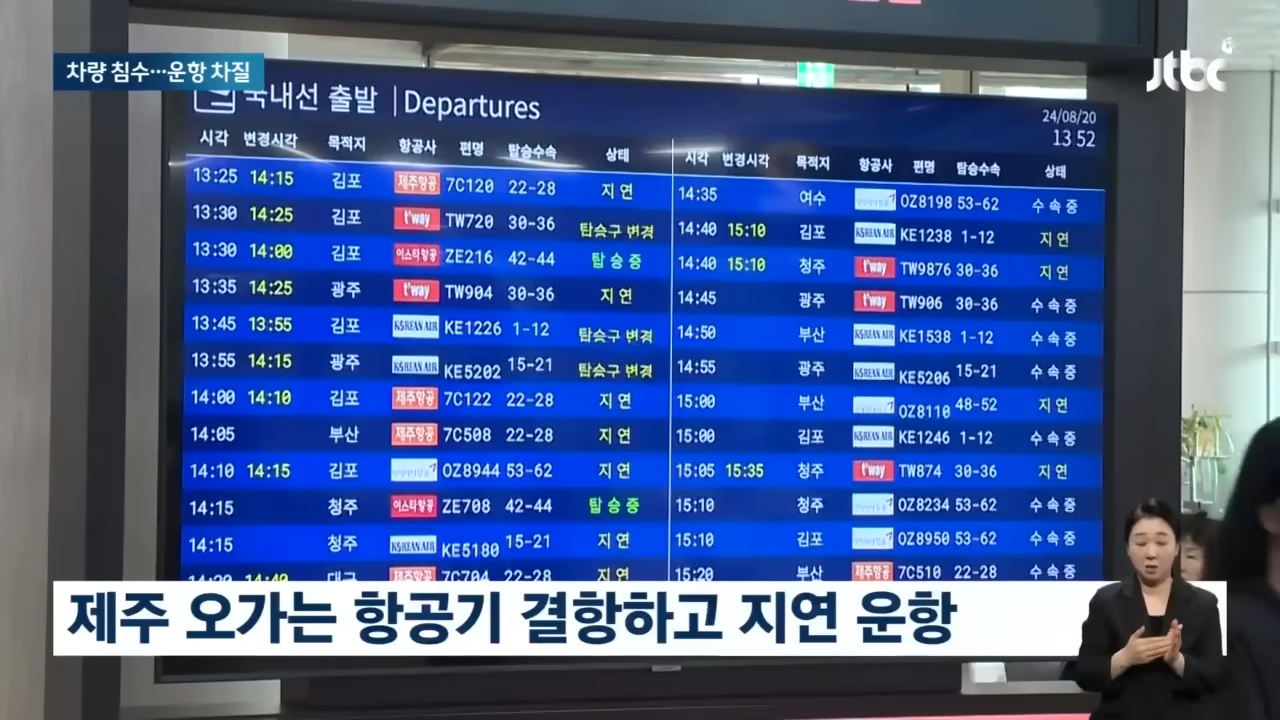 차량 침수…운항 차질
jtbc
국내선 출발 | Departures
24/08/20
13 52
시각 변경시각 목적지 항공사 편명 탑승수속 상태
13:25 14:15 김포 제주항공 7C120 22-28 지연
13:30 14:25 김포 t'way TW720 30-36 탑승구 변경
13:30 14:00 김포 이스타항공 ZE216 42-44 탑승중
13:35 14:25 광주 t'way TW904 30-36 지연
13:45 13:55 김포 KOREAN AIR KE1226 1-12 탑승구 변경
13:55 14:15 광주 KOREAN AIR KE5202 15-21 탑승구 변경
14:00 14:10 김포 제주항공 7C122 22-28 지연
14:05 부산 제주항공 7C508 22-28 지연
14:10 14:15 김포 OZ8944 53-62 지연
14:15 청주 이스타항공 ZE708 42-44 탑승중
14:15 청주 KOREAN AIR KE5180 15-21 지연
14:20 14:40 대구 제주항공 7C704 22-28 지연
시각 변경시각 목적지 항공사 편명 탑승수속 상태
14:35 여수 OZ8198 53-62 수속중
14:40 15:10 김포 KOREAN AIR KE1238 1-12 지연
14:40 15:10 청주 t'way TW9876 30-36 지연
14:45 광주 t'way TW906 30-36 수속중
14:50 부산 KOREAN AIR KE1538 1-12 수속중
14:55 광주 KOREAN AIR KE5206 15-21 수속중
15:00 부산 OZ8110 48-52 지연
15:00 김포 KOREAN AIR KE1246 1-12 수속중
15:05 15:35 청주 t'way TW874 30-36 지연
15:10 청주 OZ8234 53-62 수속중
15:10 김포 OZ8950 53-62 수속중
15:20 부산 제주항공 7C510 22-28 수속중
제주 오가는 항공기 결항하고 지연 운항